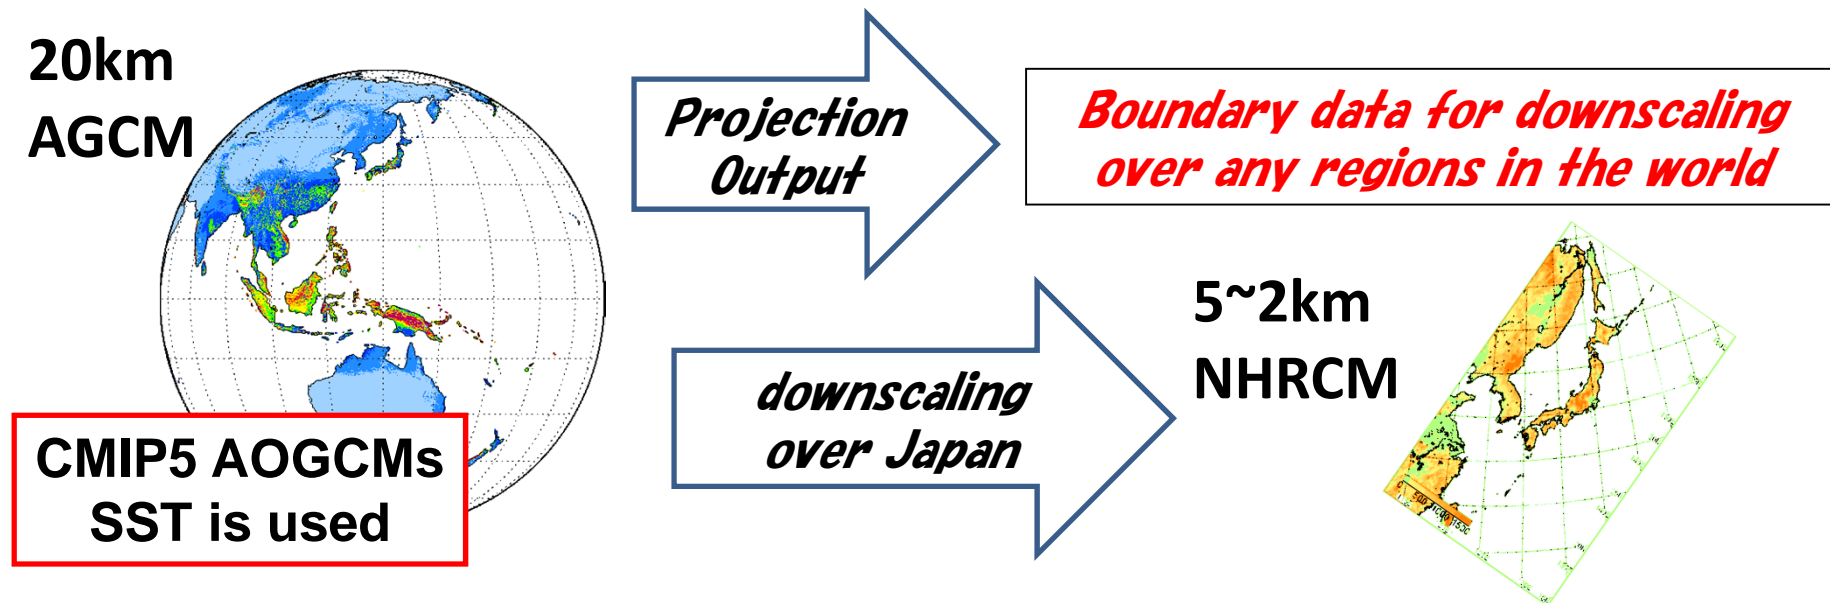 20km
AGCM
CMIP5 AOGCMs
SST is used
Projection
Output
Boundary data for downscaling
over any regions in the world
downscaling
over Japan
5~2km
NHRCM